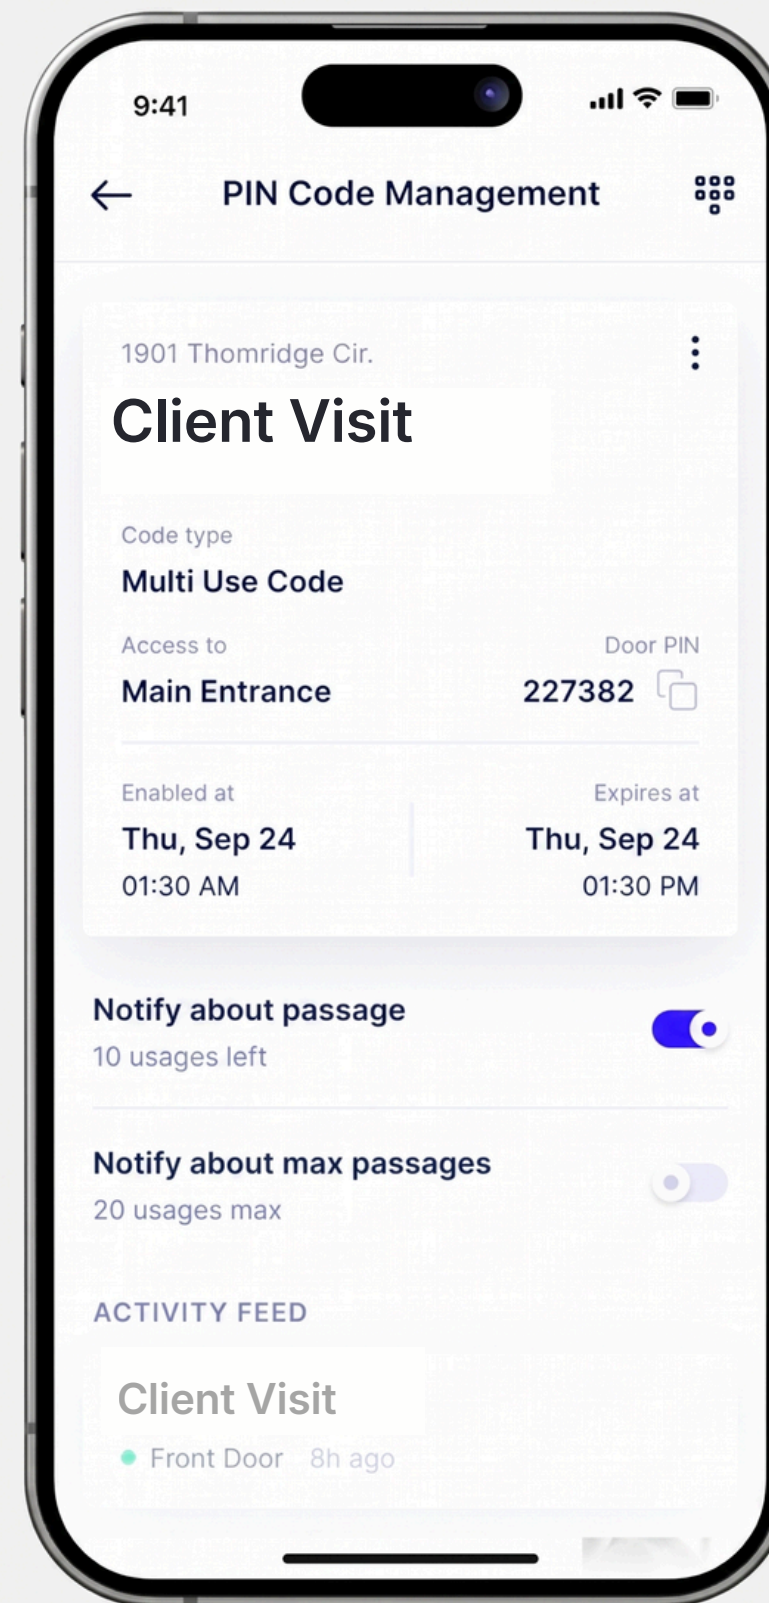 9:41
PIN Code Management
1901 Thomridge Cir.
Client Visit
Code type
Multi Use Code
Access to Door PIN
Main Entrance 227382
Enabled at Expires at
Thu, Sep 24 Thu, Sep 24
01:30 AM 01:30 PM
Notify about passage
10 usages left
Notify about max passages
20 usages max
ACTIVITY FEED
Client Visit
Front Door 8h ago